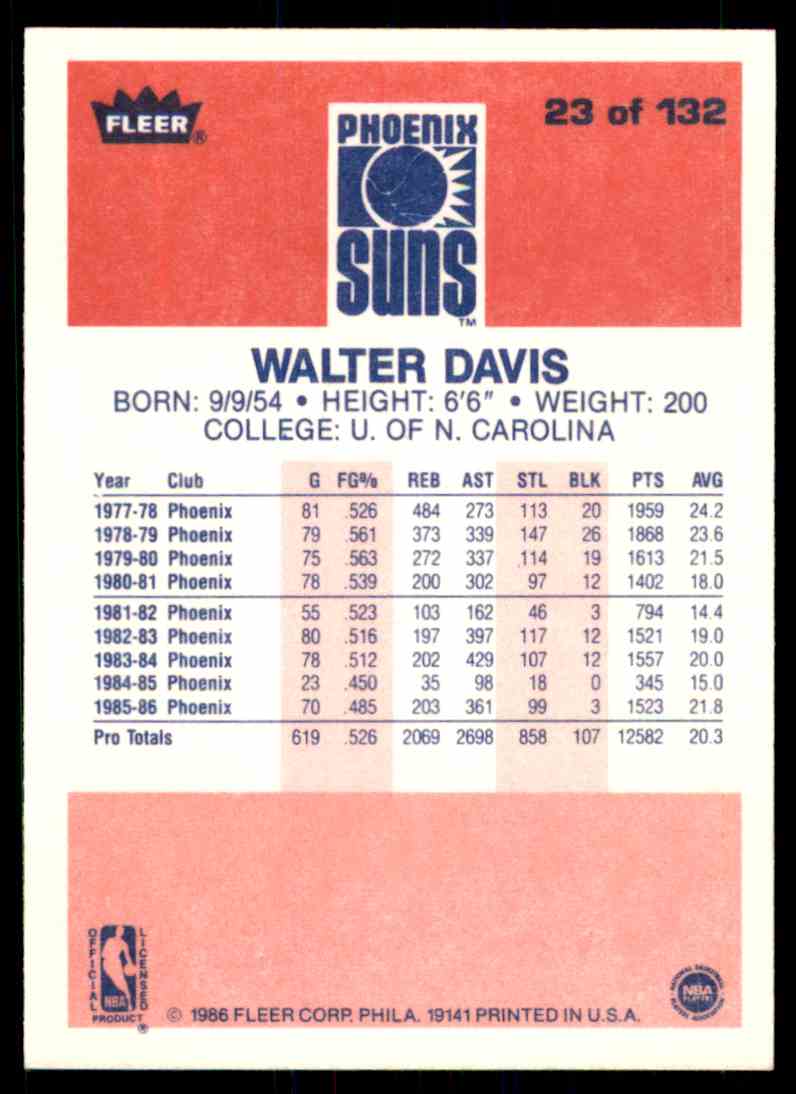 FLEER®
23 of 132
PHOENIX
SUNS™
WALTER DAVIS
BORN: 9/9/54 • HEIGHT: 6'6" • WEIGHT: 200
COLLEGE: U. OF N. CAROLINA
Year Club G FG% REB AST STL BLK PTS AVG
1977-78 Phoenix 81 .526 484 273 113 20 1959 24.2
1978-79 Phoenix 79 .561 373 339 147 26 1868 23.6
1979-80 Phoenix 75 .563 272 337 114 19 1613 21.5
1980-81 Phoenix 78 .539 200 302 97 12 1402 18.0
1981-82 Phoenix 55 .523 103 162 46 3 794 14.4
1982-83 Phoenix 80 .516 197 397 117 12 1521 19.0
1983-84 Phoenix 78 .512 202 429 107 12 1557 20.0
1984-85 Phoenix 23 .450 35 98 18 0 345 15.0
1985-86 Phoenix 70 .485 203 361 99 3 1523 21.8
Pro Totals 619 .526 2069 2698 858 107 12582 20.3
OFFICIAL
LICENSED
NBA
PRODUCT®
© 1986 FLEER CORP. PHILA. 19141 PRINTED IN U.S.A.
NATIONAL BASKETBALL
NBA
PLAYERS
PLAYERS ASSOCIATION